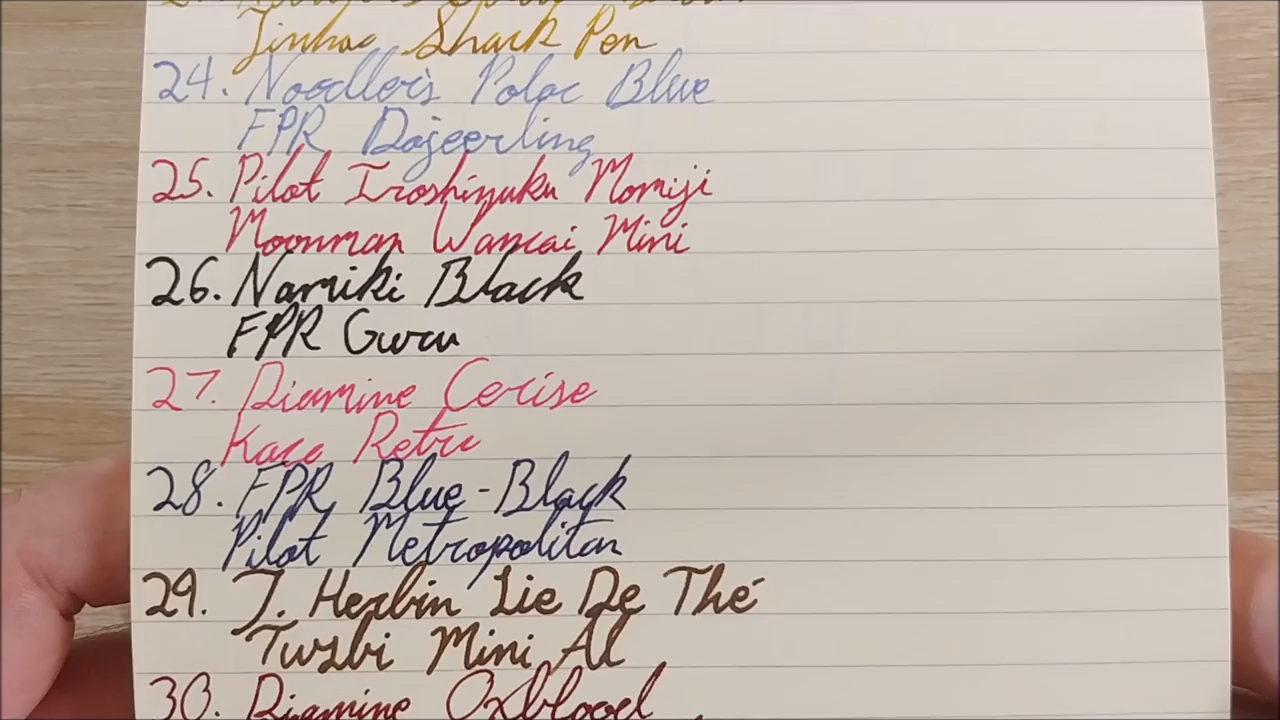 Jinhao Shark Pen
24. Noodler's Polar Blue
FPR Dajeerling
25. Pilot Iroshizuku Momiji
Moonman Wancai Mini
26. Namiki Black
FPR Guru
27. Diamine Cerise
Kaco Retro
28. FPR Blue-Black
Pilot Metropolitan
29. J. Herbin Lie De Thé
Twsbi Mini Al
30. Diamine Oxblood